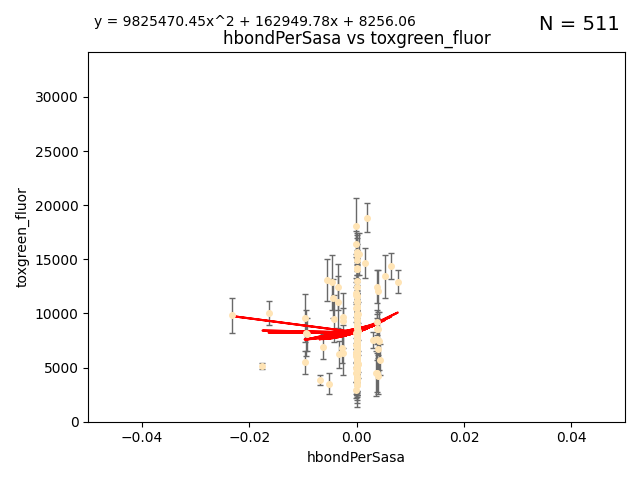 y = 9825470.45x^2 + 162949.78x + 8256.06
N = 511
hbondPerSasa vs toxgreen_fluor
30000
25000
20000
15000
10000
5000
0
toxgreen_fluor
−0.04
−0.02
0.00
0.02
0.04
hbondPerSasa